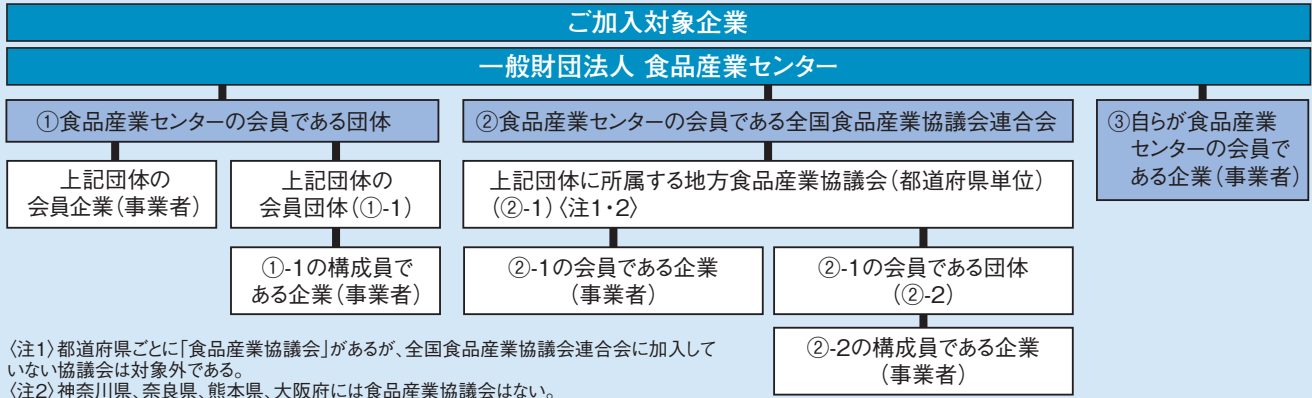 ご加入対象企業
一般財団法人 食品産業センター
①食品産業センターの会員である団体
②食品産業センターの会員である全国食品産業協議会連合会
③自らが食品産業
センターの会員で
ある企業(事業者)
上記団体の
会員企業(事業者)
上記団体の
会員団体(①-1)
上記団体に所属する地方食品産業協議会(都道府県単位)
(②-1)〈注1・2〉
①-1の構成員で
ある企業(事業者)
②-1の会員である企業
(事業者)
②-1の会員である団体
(②-2)
②-2の構成員である企業
(事業者)
〈注1〉都道府県ごとに「食品産業協議会」があるが、全国食品産業協議会連合会に加入して
いない協議会は対象外である。
〈注2〉神奈川県、奈良県、熊本県、大阪府には食品産業協議会はない。